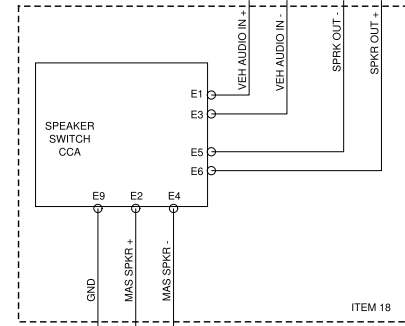 VEH AUDIO IN +
VEH AUDIO IN -
SPRK OUT -
SPKR OUT +
E1
E3
SPEAKER
SWITCH
CCA
E5
E6
E9 E2 E4
GND
MAS SPKR +
MAS SPKR -
ITEM 18